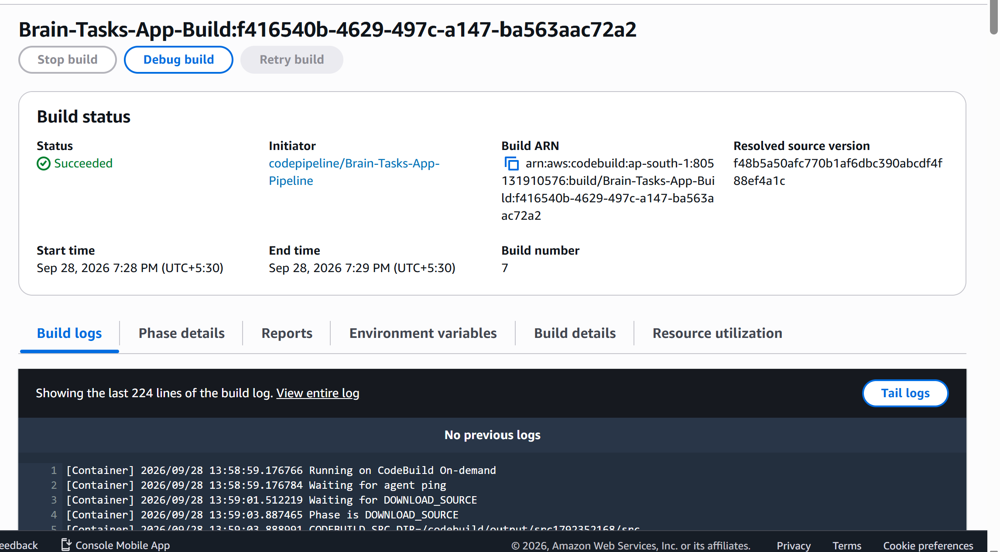 Brain-Tasks-App-Build:f416540b-4629-497c-a147-ba563aac72a2
Stop build
Debug build
Retry build
Build status
Status
Succeeded
Initiator
codepipeline/Brain-Tasks-App-
Pipeline
Build ARN
arn:aws:codebuild:ap-south-1:805
131910576:build/Brain-Tasks-App-Bui
ld:f416540b-4629-497c-a147-ba563a
ac72a2
Resolved source version
f48b5a50afc770b1af6dbc390abcdf4f
88ef4a1c
Start time
Sep 28, 2026 7:28 PM (UTC+5:30)
End time
Sep 28, 2026 7:29 PM (UTC+5:30)
Build number
7
Build logs
Phase details
Reports
Environment variables
Build details
Resource utilization
Showing the last 224 lines of the build log. View entire log
Tail logs
No previous logs
1 [Container] 2026/09/28 13:58:59.176766 Running on CodeBuild On-demand
2 [Container] 2026/09/28 13:58:59.176784 Waiting for agent ping
3 [Container] 2026/09/28 13:59:01.512219 Waiting for DOWNLOAD_SOURCE
4 [Container] 2026/09/28 13:59:03.887465 Phase is DOWNLOAD_SOURCE
5 [Container] 2026/09/28 13:59:03.888991 CODEBUILD_SRC_DIR=/codebuild/output/src1792352168/src
eedback
Console Mobile App
© 2026, Amazon Web Services, Inc. or its affiliates.
Privacy
Terms
Cookie preferences